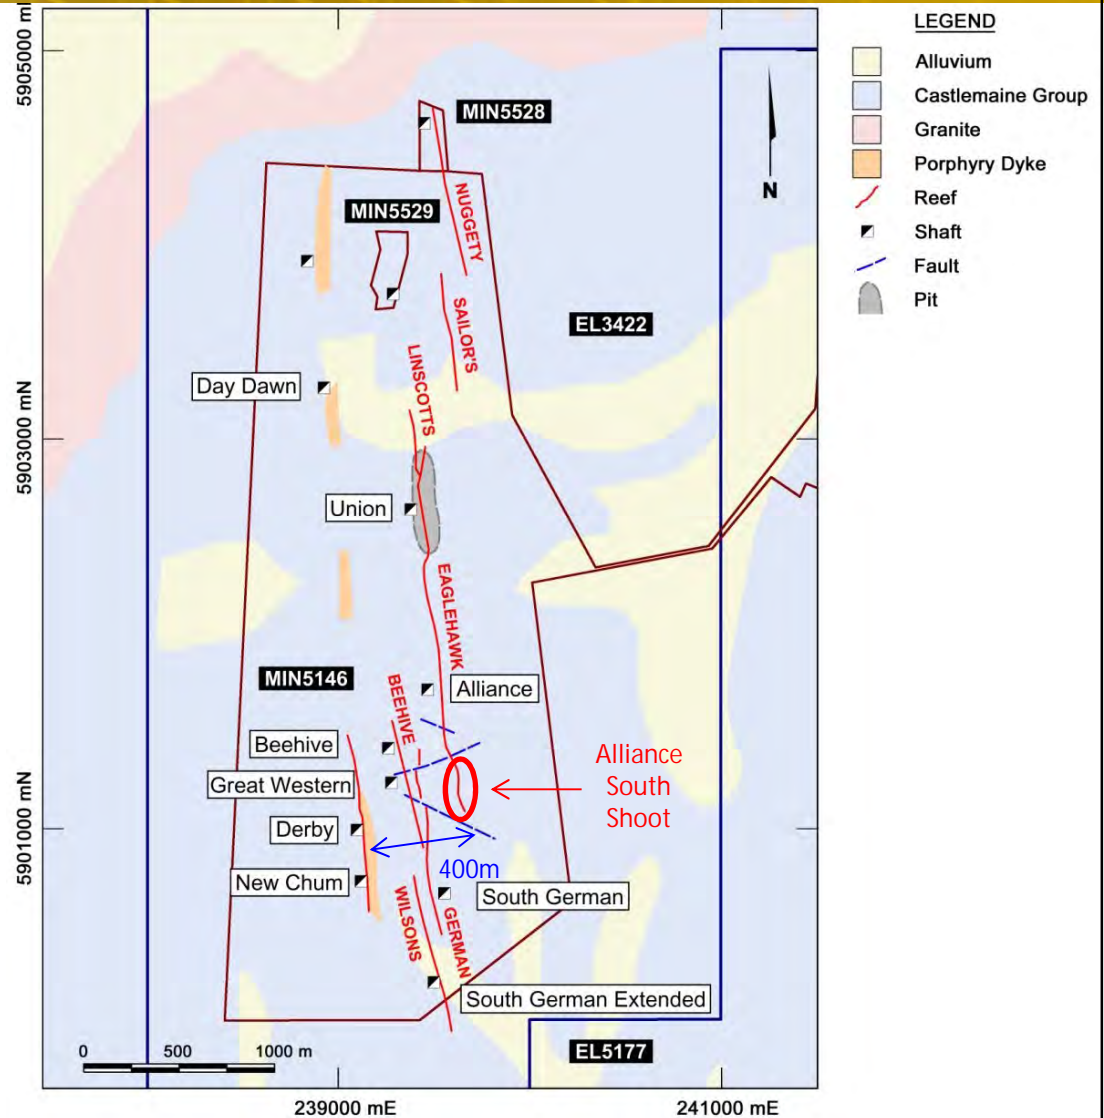 LEGEND
Alluvium
Castlemaine Group
Granite
Porphyry Dyke
Reef
Shaft
Fault
Pit
N
5905000 m
5903000 mN
5901000 mN
239000 mE
241000 mE
MIN5528
NUGGETY
MIN5529
SAILOR'S
EL3422
LINSCOTTS
Day Dawn
Union
EAGLEHAWK
MIN5146
BEEHIVE
Alliance
Beehive
Great Western
Alliance
South
Shoot
Derby
400m
New Chum
South German
WILSONS
GERMAN
South German Extended
EL5177
0 500 1000 m